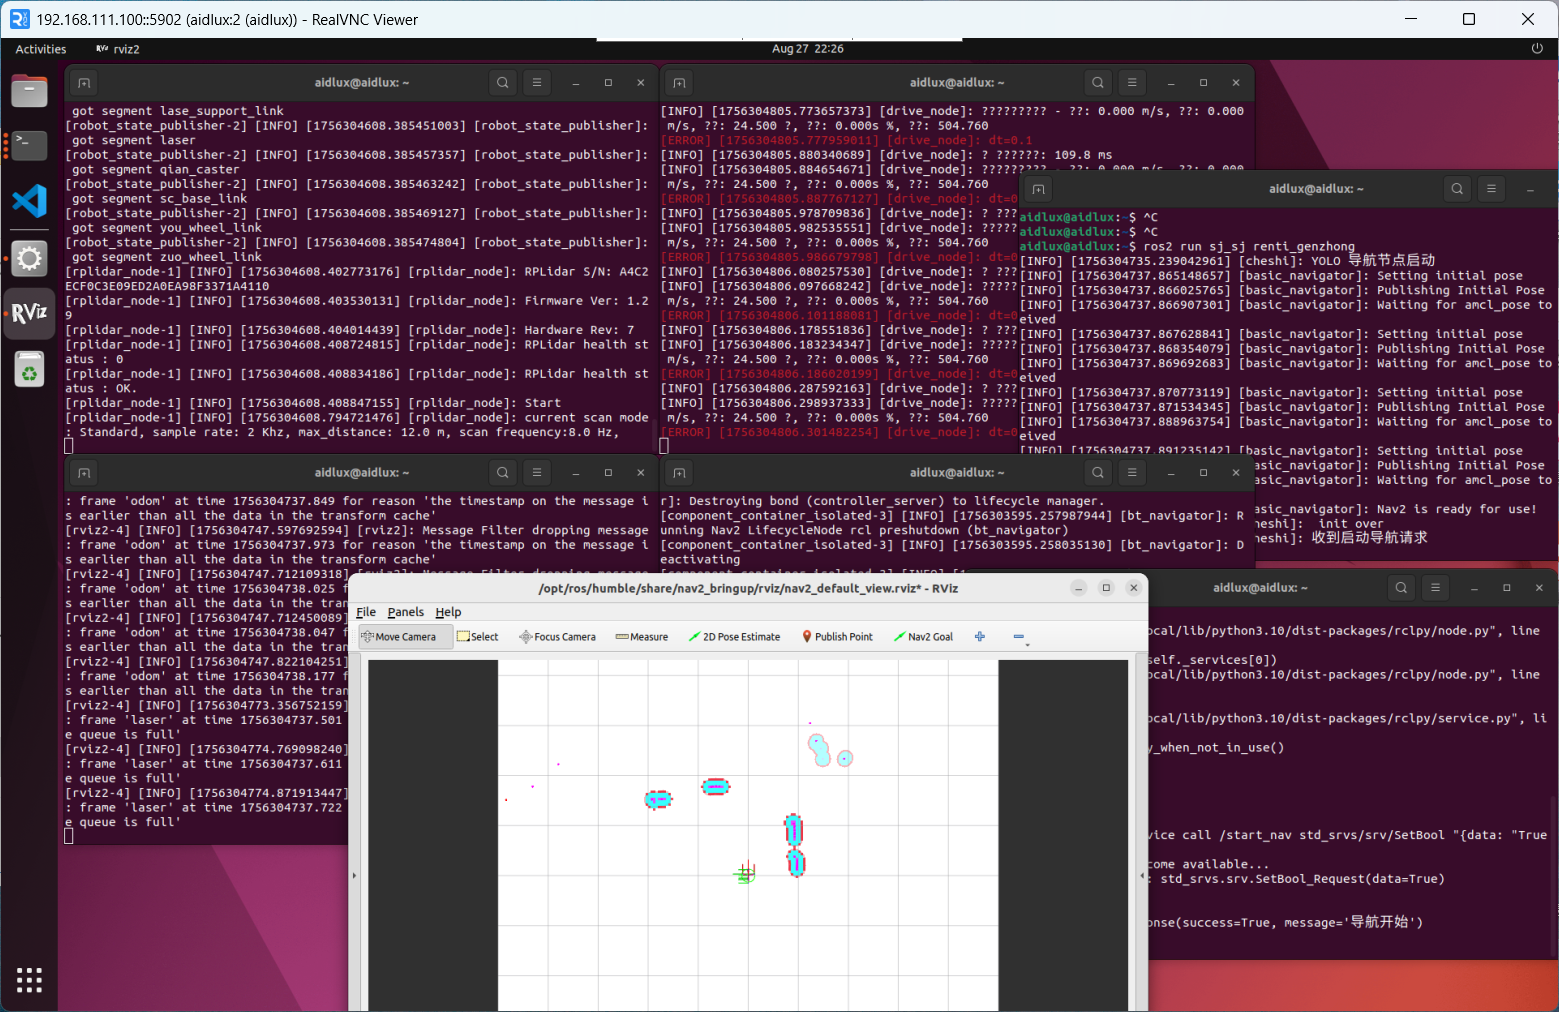 192.168.111.100::5902 (aidlux:2 (aidlux)) - RealVNC Viewer
Activities
rviz2
Aug 27 22:26
aidlux@aidlux: ~
got segment lase_support_link
[robot_state_publisher-2] [INFO] [1756304608.385451003] [robot_state_publisher]:
got segment laser
[robot_state_publisher-2] [INFO] [1756304608.385457357] [robot_state_publisher]:
got segment qian_caster
[robot_state_publisher-2] [INFO] [1756304608.385463242] [robot_state_publisher]:
got segment sc_base_link
[robot_state_publisher-2] [INFO] [1756304608.385469127] [robot_state_publisher]:
got segment you_wheel_link
[robot_state_publisher-2] [INFO] [1756304608.385474804] [robot_state_publisher]:
got segment zuo_wheel_link
[rplidar_node-1] [INFO] [1756304608.402773176] [rplidar_node]: RPLidar S/N: A4C2
ECF0C3E09ED2A0EA98F3371A4110
[rplidar_node-1] [INFO] [1756304608.403530131] [rplidar_node]: Firmware Ver: 1.2
9
[rplidar_node-1] [INFO] [1756304608.404014439] [rplidar_node]: Hardware Rev: 7
[rplidar_node-1] [INFO] [1756304608.408724815] [rplidar_node]: RPLidar health st
atus : 0
[rplidar_node-1] [INFO] [1756304608.408834186] [rplidar_node]: RPLidar health st
atus : OK.
[rplidar_node-1] [INFO] [1756304608.408847155] [rplidar_node]: Start
[rplidar_node-1] [INFO] [1756304608.794721476] [rplidar_node]: current scan mode
: Standard, sample rate: 2 Khz, max_distance: 12.0 m, scan frequency:8.0 Hz,
aidlux@aidlux: ~
[INFO] [1756304805.773657373] [drive_node]: ????????? - ??: 0.000 m/s, ??: 0.000
m/s, ??: 24.500 ?, ??: 0.000s %, ??: 504.760
[ERROR] [1756304805.777959011] [drive_node]: dt=0.1
[INFO] [1756304805.880340689] [drive_node]: ? ??????: 109.8 ms
[INFO] [1756304805.884654671] [drive_node]: ????????? - ??: 0.000 m/s, ??: 0.000
m/s, ??: 24.500 ?, ??: 0.000s %, ??: 504.760
[ERROR] [1756304805.887767127] [drive_node]: dt=0
[INFO] [1756304805.978709836] [drive_node]: ? ????
[INFO] [1756304805.982535551] [drive_node]: ?????
m/s, ??: 24.500 ?, ??: 0.000s %, ??: 504.760
[ERROR] [1756304805.986679798] [drive_node]: dt=0
[INFO] [1756304806.080257530] [drive_node]: ? ????
[INFO] [1756304806.097668242] [drive_node]: ?????
m/s, ??: 24.500 ?, ??: 0.000s %, ??: 504.760
[ERROR] [1756304806.101188081] [drive_node]: dt=0
[INFO] [1756304806.178551836] [drive_node]: ? ????
[INFO] [1756304806.183234347] [drive_node]: ?????
m/s, ??: 24.500 ?, ??: 0.000s %, ??: 504.760
[ERROR] [1756304806.186020199] [drive_node]: dt=0
[INFO] [1756304806.287592163] [drive_node]: ? ????
[INFO] [1756304806.298937333] [drive_node]: ?????
m/s, ??: 24.500 ?, ??: 0.000s %, ??: 504.760
[ERROR] [1756304806.301482254] [drive_node]: dt=0
aidlux@aidlux: ~
aidlux@aidlux:~$ ^C
aidlux@aidlux:~$ ^C
aidlux@aidlux:~$ ros2 run sj_sj renti_genzhong
[INFO] [1756304735.239042961] [cheshi]: YOLO 导航节点启动
[INFO] [1756304737.865148657] [basic_navigator]: Setting initial pose
[INFO] [1756304737.866025765] [basic_navigator]: Publishing Initial Pose
[INFO] [1756304737.866907301] [basic_navigator]: Waiting for amcl_pose to
eived
[INFO] [1756304737.867628841] [basic_navigator]: Setting initial pose
[INFO] [1756304737.868354079] [basic_navigator]: Publishing Initial Pose
[INFO] [1756304737.869692683] [basic_navigator]: Waiting for amcl_pose to
eived
[INFO] [1756304737.870773119] [basic_navigator]: Setting initial pose
[INFO] [1756304737.871534345] [basic_navigator]: Publishing Initial Pose
[INFO] [1756304737.888963754] [basic_navigator]: Waiting for amcl_pose to
eived
[INFO] [1756304737.891235142] [basic_navigator]: Setting initial pose
asic_navigator]: Publishing Initial Pose
asic_navigator]: Waiting for amcl_pose to
asic_navigator]: Nav2 is ready for use!
heshi]: init over
heshi]: 收到启动导航请求
aidlux@aidlux: ~
: frame 'odom' at time 1756304737.849 for reason 'the timestamp on the message i
s earlier than all the data in the transform cache'
[rviz2-4] [INFO] [1756304747.597692594] [rviz2]: Message Filter dropping message
: frame 'odom' at time 1756304737.973 for reason 'the timestamp on the message i
s earlier than all the data in the transform cache'
[rviz2-4] [INFO] [1756304747.712109318] [rviz2]: Message Filter dropping message
: frame 'odom' at time 1756304738.025 f
s earlier than all the data in the tran
[rviz2-4] [INFO] [1756304747.712450089]
: frame 'odom' at time 1756304738.047 f
s earlier than all the data in the tran
[rviz2-4] [INFO] [1756304747.822104251]
: frame 'odom' at time 1756304738.177 f
s earlier than all the data in the tran
[rviz2-4] [INFO] [1756304773.356752159]
: frame 'laser' at time 1756304737.501
e queue is full'
[rviz2-4] [INFO] [1756304774.769098240]
: frame 'laser' at time 1756304737.611
e queue is full'
[rviz2-4] [INFO] [1756304774.871913447]
: frame 'laser' at time 1756304737.722
e queue is full'
aidlux@aidlux: ~
r]: Destroying bond (controller_server) to lifecycle manager.
[component_container_isolated-3] [INFO] [1756303595.257987944] [bt_navigator]: R
unning Nav2 LifecycleNode rcl preshutdown (bt_navigator)
[component_container_isolated-3] [INFO] [1756303595.258035130] [bt_navigator]: D
eactivating
/opt/ros/humble/share/nav2_bringup/rviz/nav2_default_view.rviz* - RViz
File Panels Help
Move Camera Select Focus Camera Measure 2D Pose Estimate Publish Point Nav2 Goal
aidlux@aidlux: ~
ocal/lib/python3.10/dist-packages/rclpy/node.py", line
self._services[0])
ocal/lib/python3.10/dist-packages/rclpy/node.py", line
ocal/lib/python3.10/dist-packages/rclpy/service.py", li
y_when_not_in_use()
vice call /start_nav std_srvs/srv/SetBool "{data: "True
come available...
: std_srvs.srv.SetBool_Request(data=True)
onse(success=True, message='导航开始')
RViz